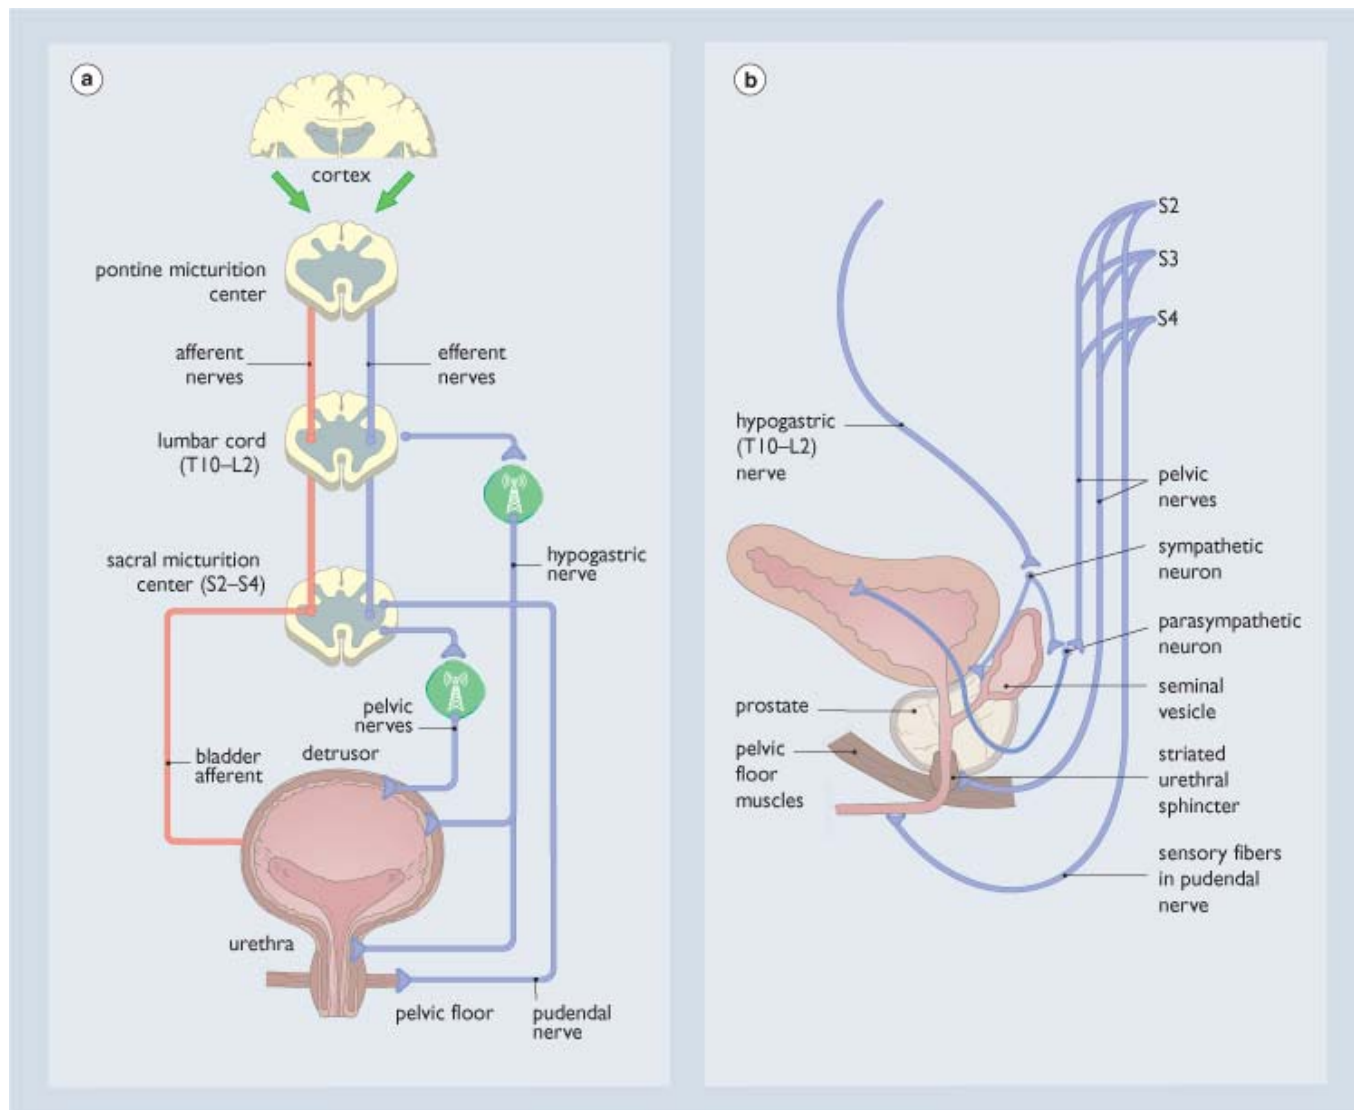 a
cortex
pontine micturition
center
afferent
nerves
efferent
nerves
lumbar cord
(T10–L2)
sacral micturition
center (S2–S4)
hypogastric
nerve
pelvic
nerves
bladder
afferent
detrusor
urethra
pelvic floor
pudendal
nerve
b
S2
S3
S4
hypogastric
(T10–L2)
nerve
pelvic
nerves
sympathetic
neuron
parasympathetic
neuron
seminal
vesicle
prostate
pelvic
floor
muscles
striated
urethral
sphincter
sensory fibers
in pudendal
nerve